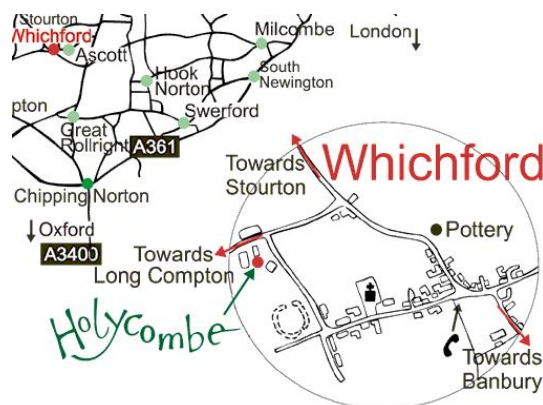 Stourton
Whichford
Ascott
Milcombe
London
Hook
Norton
South
Newington
pton
Swerford
Great
Rollright
A361
Chipping Norton
Oxford
A3400
Whichford
Towards
Stourton
Pottery
Towards
Long Compton
Holycombe
Towards
Banbury